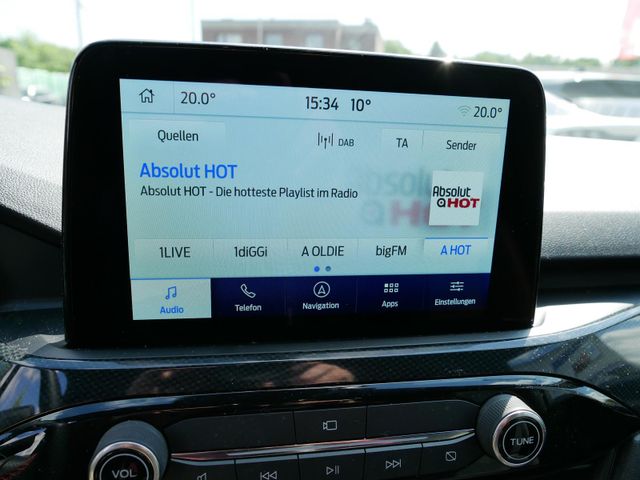 20.0° 15:34 10° 20.0°
Quellen DAB TA Sender
Absolut HOT
Absolut HOT - Die hotteste Playlist im Radio
Absolut
HOT
1LIVE 1diGGi A OLDIE bigFM A HOT
Audio Telefon Navigation Apps Einstellungen
VOL TUNE